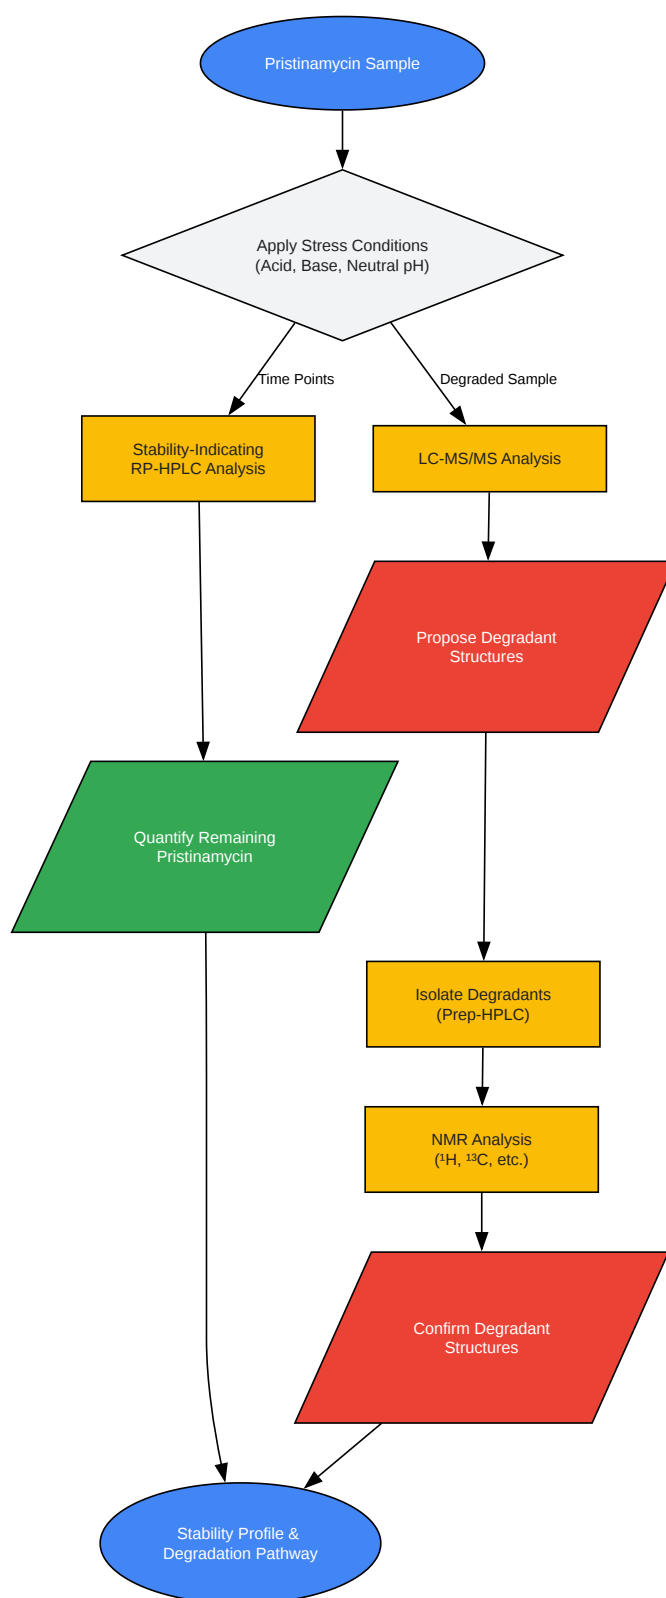 Pristinamycin Sample
Apply Stress Conditions
(Acid, Base, Neutral pH)
Time Points
Degraded Sample
Stability-Indicating
RP-HPLC Analysis
LC-MS/MS Analysis
Propose Degradant
Structures
Quantify Remaining
Pristinamycin
Isolate Degradants
(Prep-HPLC)
NMR Analysis
(¹H, ¹³C, etc.)
Confirm Degradant
Structures
Stability Profile &
Degradation Pathway